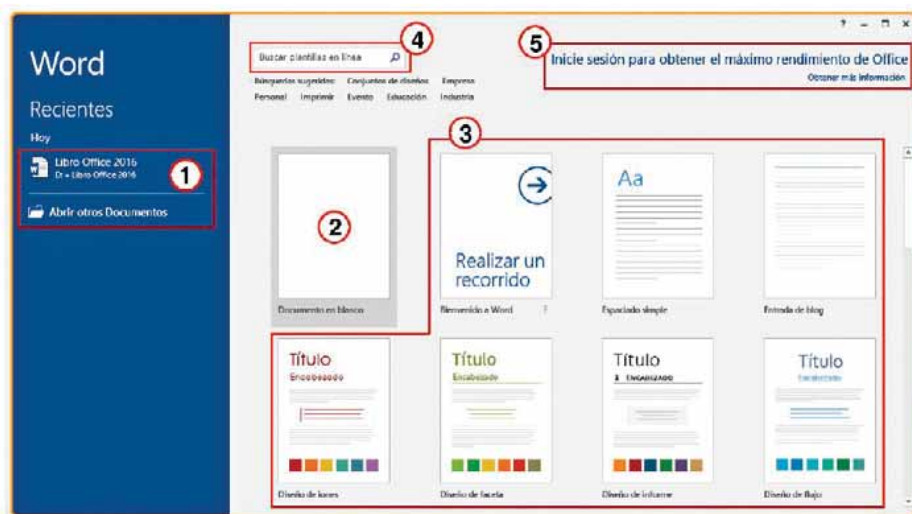 Word
Recientes
Hoy
Libro Office 2016
D: » Libro Office 2016
Abrir otros Documentos
1
Buscar plantillas en línea
4
Búsquedas sugeridas: Conjuntos de diseños Empresa
Personal Imprimir Evento Educación Industria
? – x
5
Inicie sesión para obtener el máximo rendimiento de Office
Obtener más información
3
2
Documento en blanco
Realizar un
recorrido
Bienvenido a Word
Aa
Espaciado simple
Entrada de blog
Título
Encabezado
Diseño de iones
Título
Encabezado
Diseño de faceta
Título
1 ENCABEZADO
Diseño de informe
Título
Encabezado
Diseño de flujo